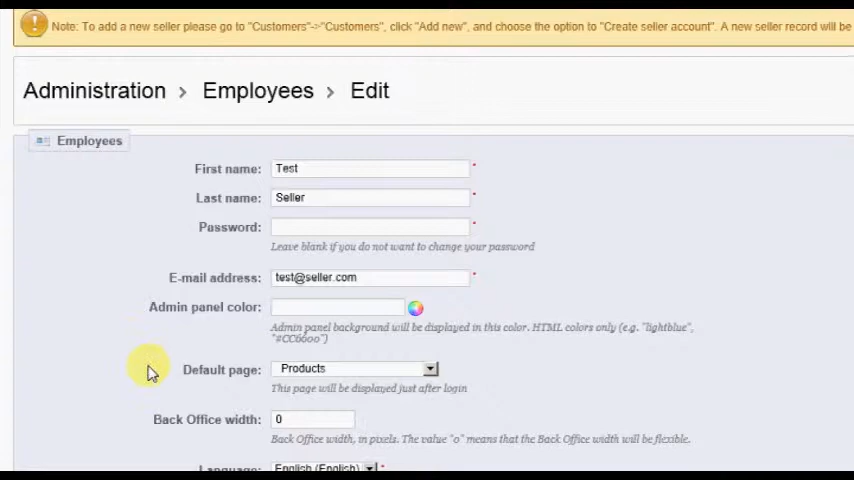 Note: To add a new seller please go to "Customers"->"Customers", click "Add new", and choose the option to "Create seller account". A new seller record will be
Administration > Employees > Edit
Employees
First name: Test *
Last name: Seller *
Password: *
Leave blank if you do not want to change your password
E-mail address: test@seller.com *
Admin panel color:
Admin panel background will be displayed in this color. HTML colors only (e.g. "lightblue",
"#CC6600")
Default page: Products
This page will be displayed just after login
Back Office width: 0
Back Office width, in pixels. The value "0" means that the Back Office width will be flexible.
Language: English (English) *